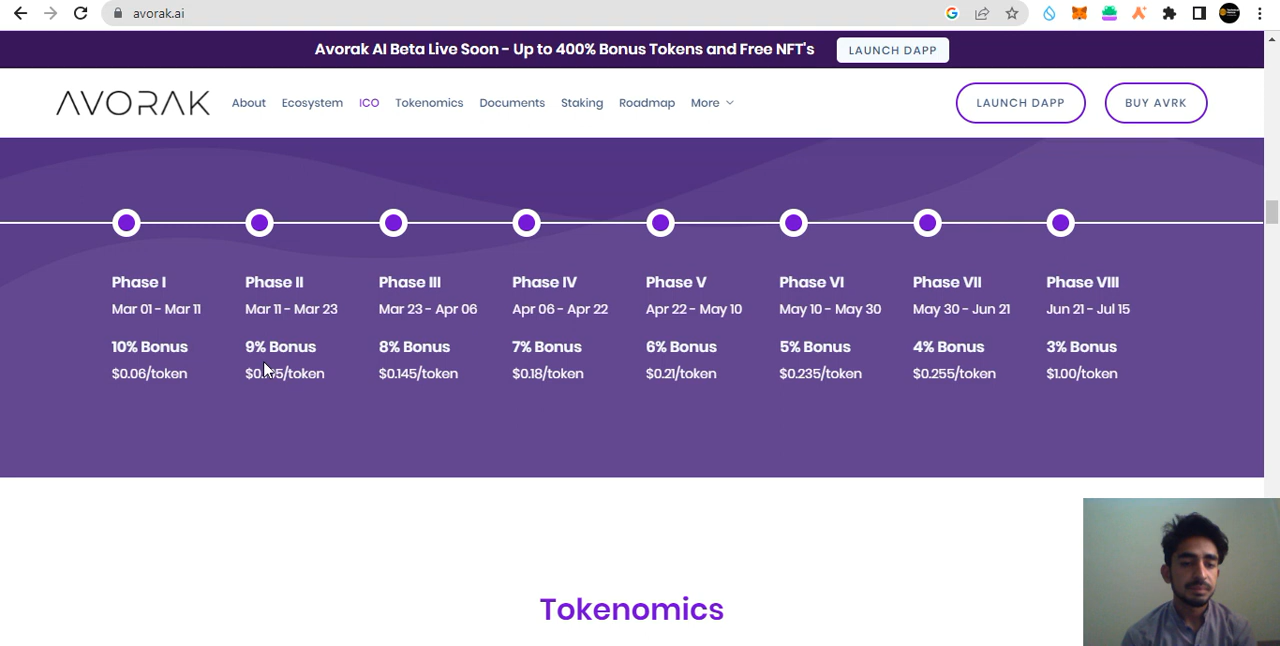 avorak.ai
Avorak AI Beta Live Soon - Up to 400% Bonus Tokens and Free NFT's
LAUNCH DAPP
AVORAK
About Ecosystem ICO Tokenomics Documents Staking Roadmap More
LAUNCH DAPP
BUY AVRK
Phase I
Mar 01 - Mar 11
10% Bonus
$0.06/token
Phase II
Mar 11 - Mar 23
9% Bonus
Phase III
Mar 23 - Apr 06
8% Bonus
$0.145/token
Phase IV
Apr 06 - Apr 22
7% Bonus
$0.18/token
Phase V
Apr 22 - May 10
6% Bonus
$0.21/token
Phase VI
May 10 - May 30
5% Bonus
$0.235/token
Phase VII
May 30 - Jun 21
4% Bonus
$0.255/token
Phase VIII
Jun 21 - Jul 15
3% Bonus
$1.00/token
Tokenomics